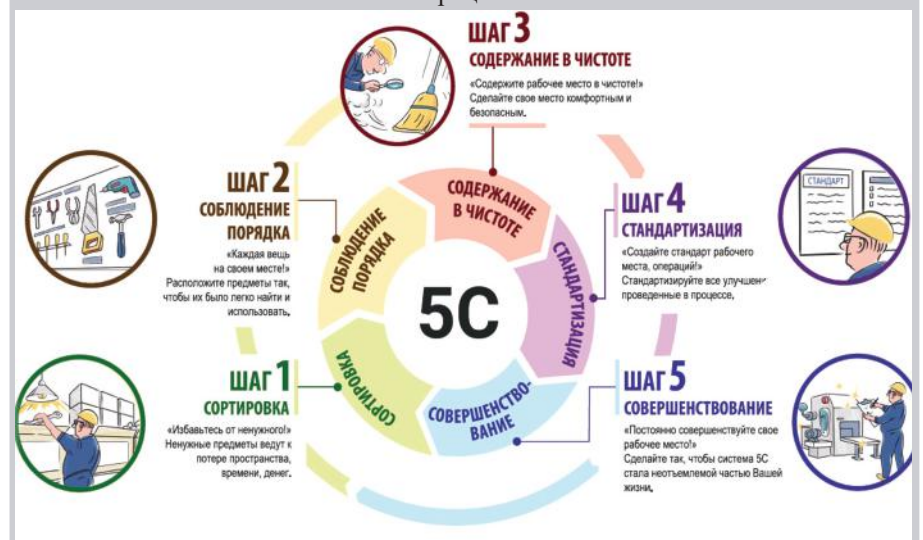 ШАГ 3
СОДЕРЖАНИЕ В ЧИСТОТЕ
«Содержите рабочее место в чистоте!»
Сделайте свое место комфортным и
безопасным.
ШАГ 2
СОБЛЮДЕНИЕ
ПОРЯДКА
«Каждая вещь
на своем месте!»
Расположите предметы так,
чтобы их было легко найти и
использовать.
ШАГ 4
СТАНДАРТИЗАЦИЯ
«Создайте стандарт рабочего
места, операций!»
Стандартизируйте все
проведенные в процессе.
СТАНДАРТ
ШАГ 1
СОРТИРОВКА
«Избавьтесь от ненужного!»
Ненужные предметы ведут к
потере пространства,
времени, денег.
ШАГ 5
СОВЕРШЕНСТВОВАНИЕ
«Постоянно совершенствуйте свое
рабочее место!»
Сделайте так, чтобы система 5С
стала неотъемлемой частью Вашей
жизни.
СОДЕРЖАНИЕ
В ЧИСТОТЕ
СОБЛЮДЕНИЕ
ПОРЯДКА
СТАНДАРТИЗАЦИЯ
5С
СОРТИРОВКА
СОВЕРШЕНСТВО-
ВАНИЕ